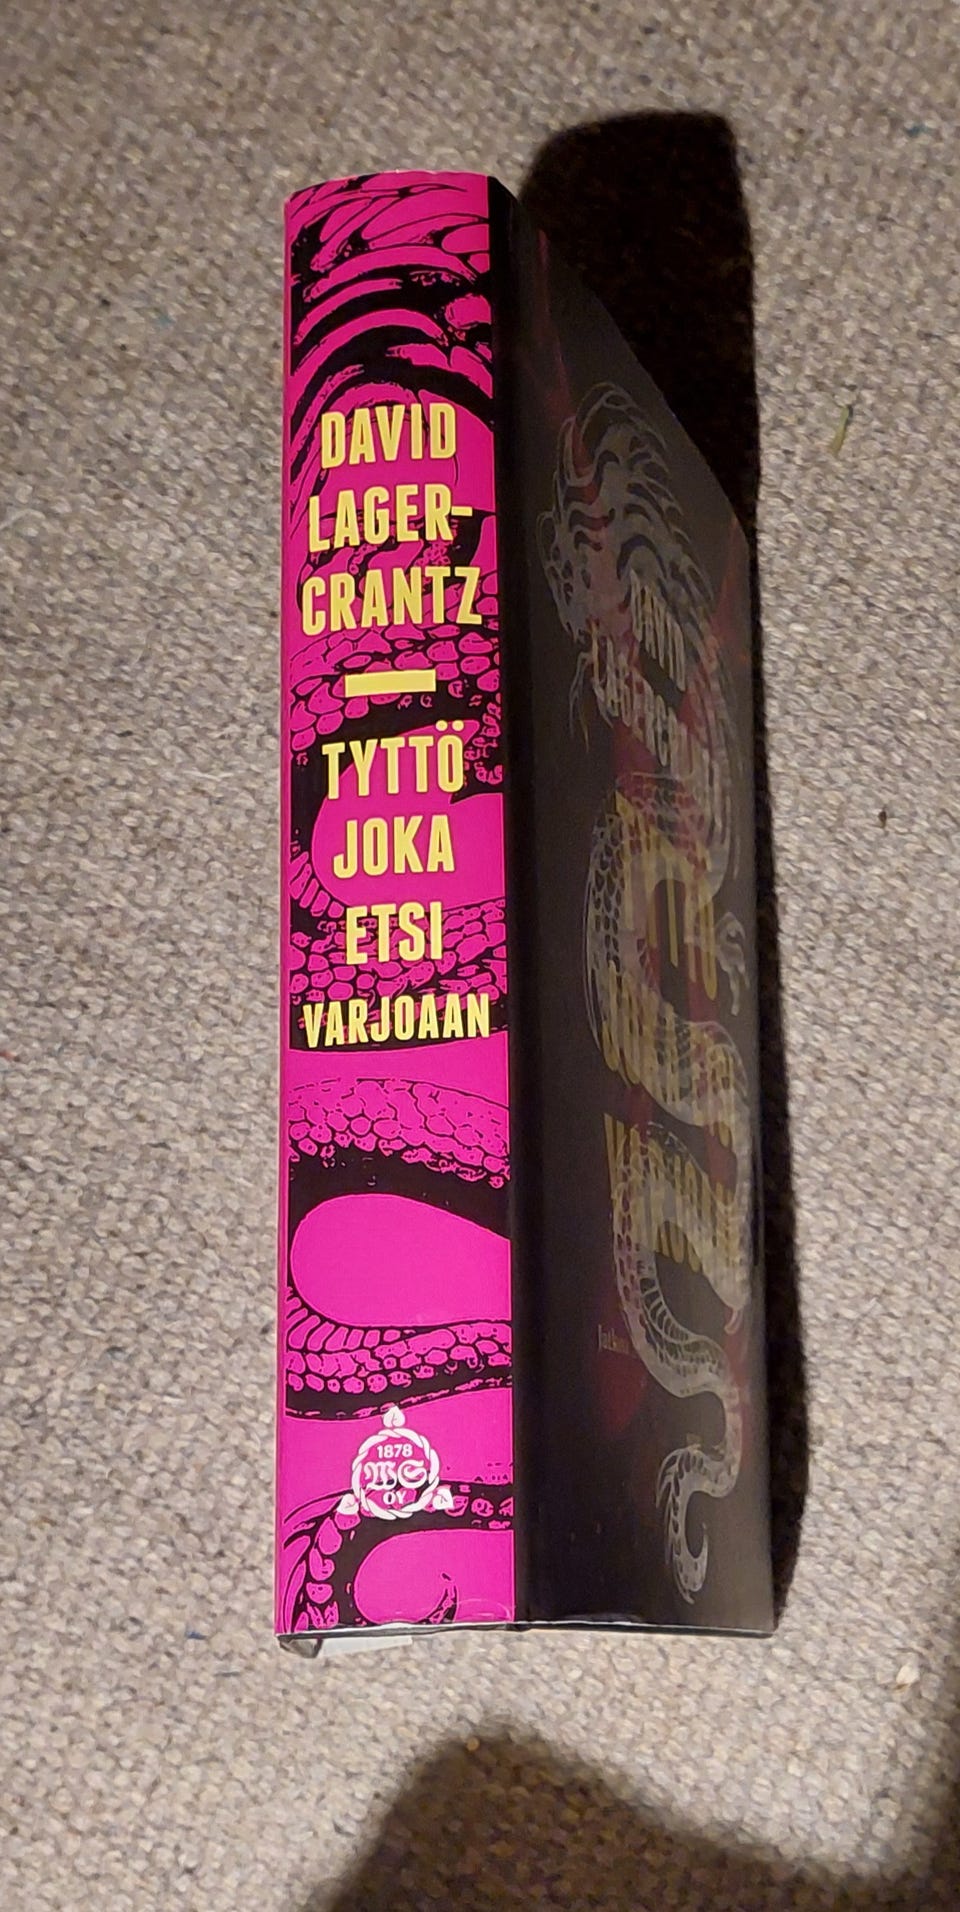 DAVID
LAGER-
CRANTZ
TYTTÖ
JOKA
ETSI
VARJOAAN
1878
WS
OY